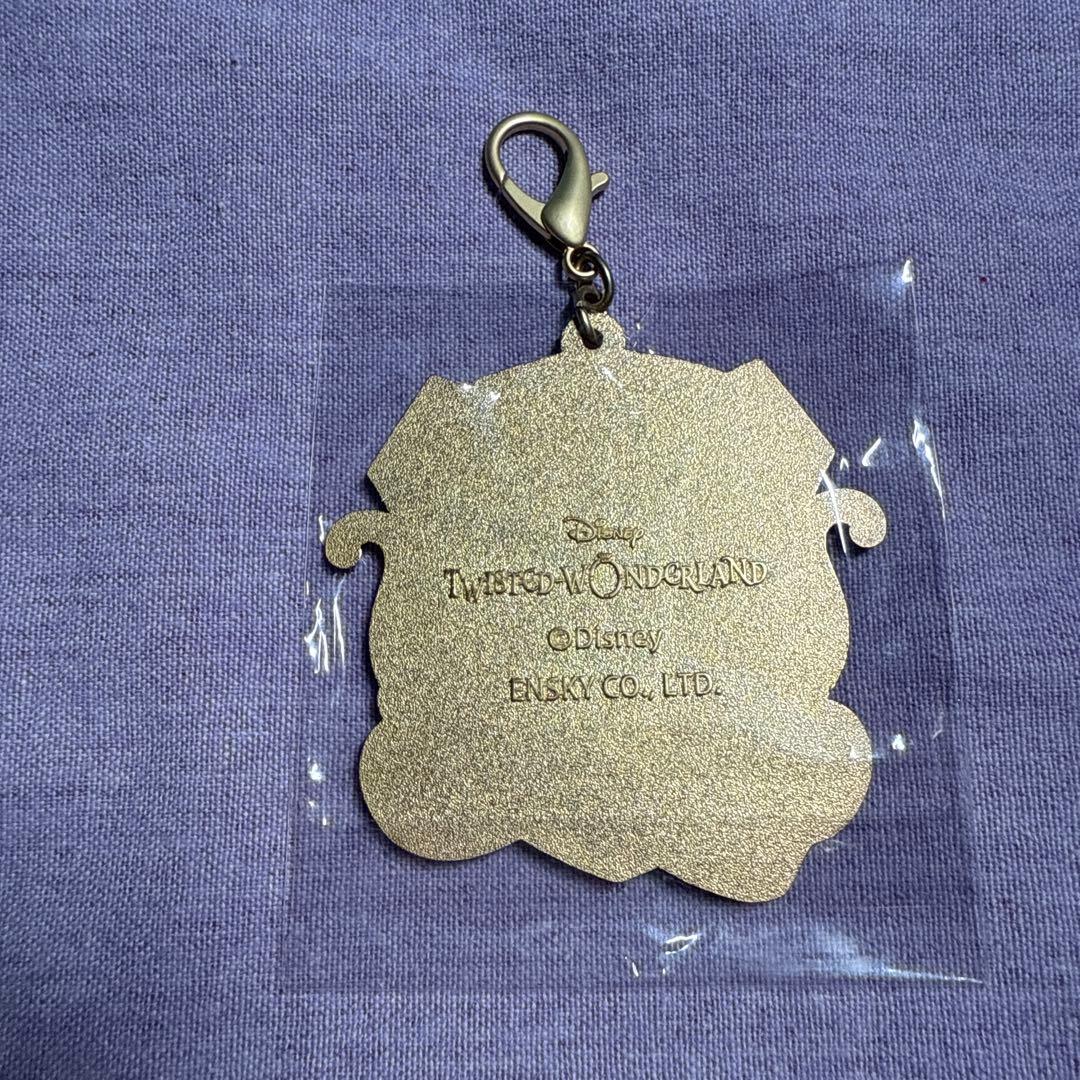 Disney
TWISTED-WONDERLAND
©Disney
ENSKY CO., LTD.